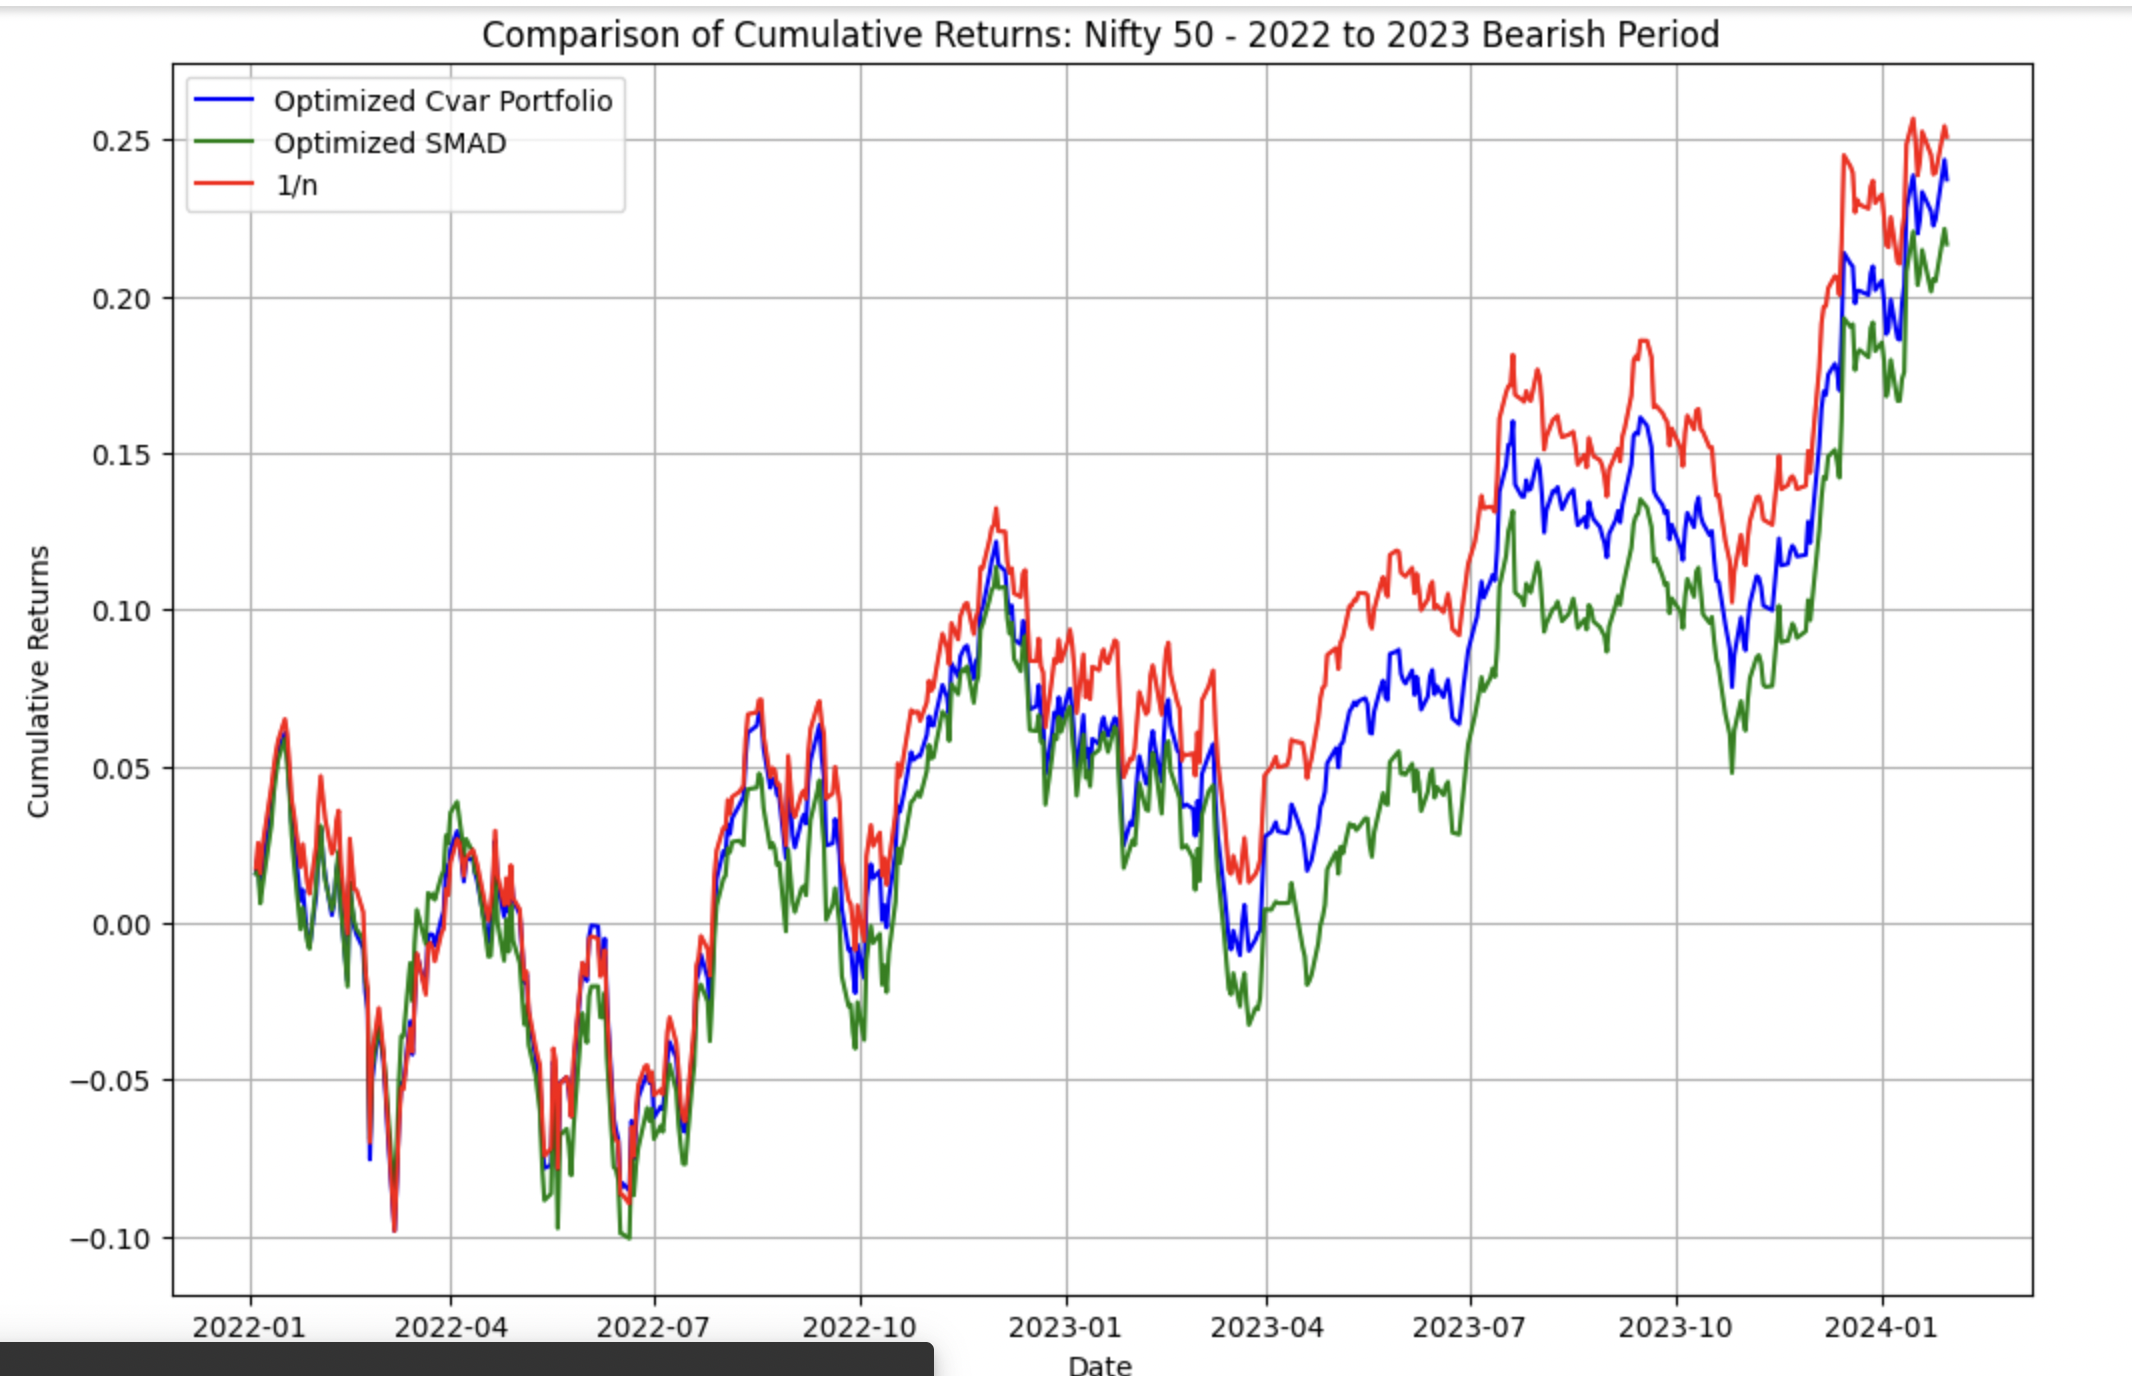 Comparison of Cumulative Returns: Nifty 50 - 2022 to 2023 Bearish Period
Optimized Cvar Portfolio
Optimized SMAD
1/n
Cumulative Returns
0.25
0.20
0.15
0.10
0.05
0.00
−0.05
−0.10
2022-01 2022-04 2022-07 2022-10 2023-01 2023-04 2023-07 2023-10 2024-01
Date